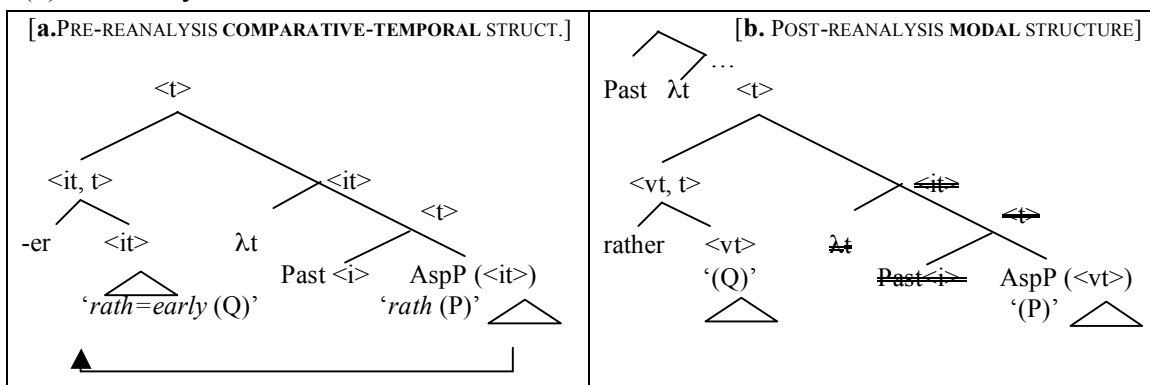 [a.PRE-REANALYSIS COMPARATIVE-TEMPORAL STRUCT.]
<t>
<it, t>
<it>
<t>
-er
<it>
λt
Past <i>
AspP (<it>)
‘rath=early (Q)’
‘rath (P)’
[b. POST-REANALYSIS MODAL STRUCTURE]
…
Past
λt
<t>
<vt, t>
<it>
<t>
rather
<vt>
λt
Past<i>
AspP (<vt>)
‘(Q)’
‘(P)’